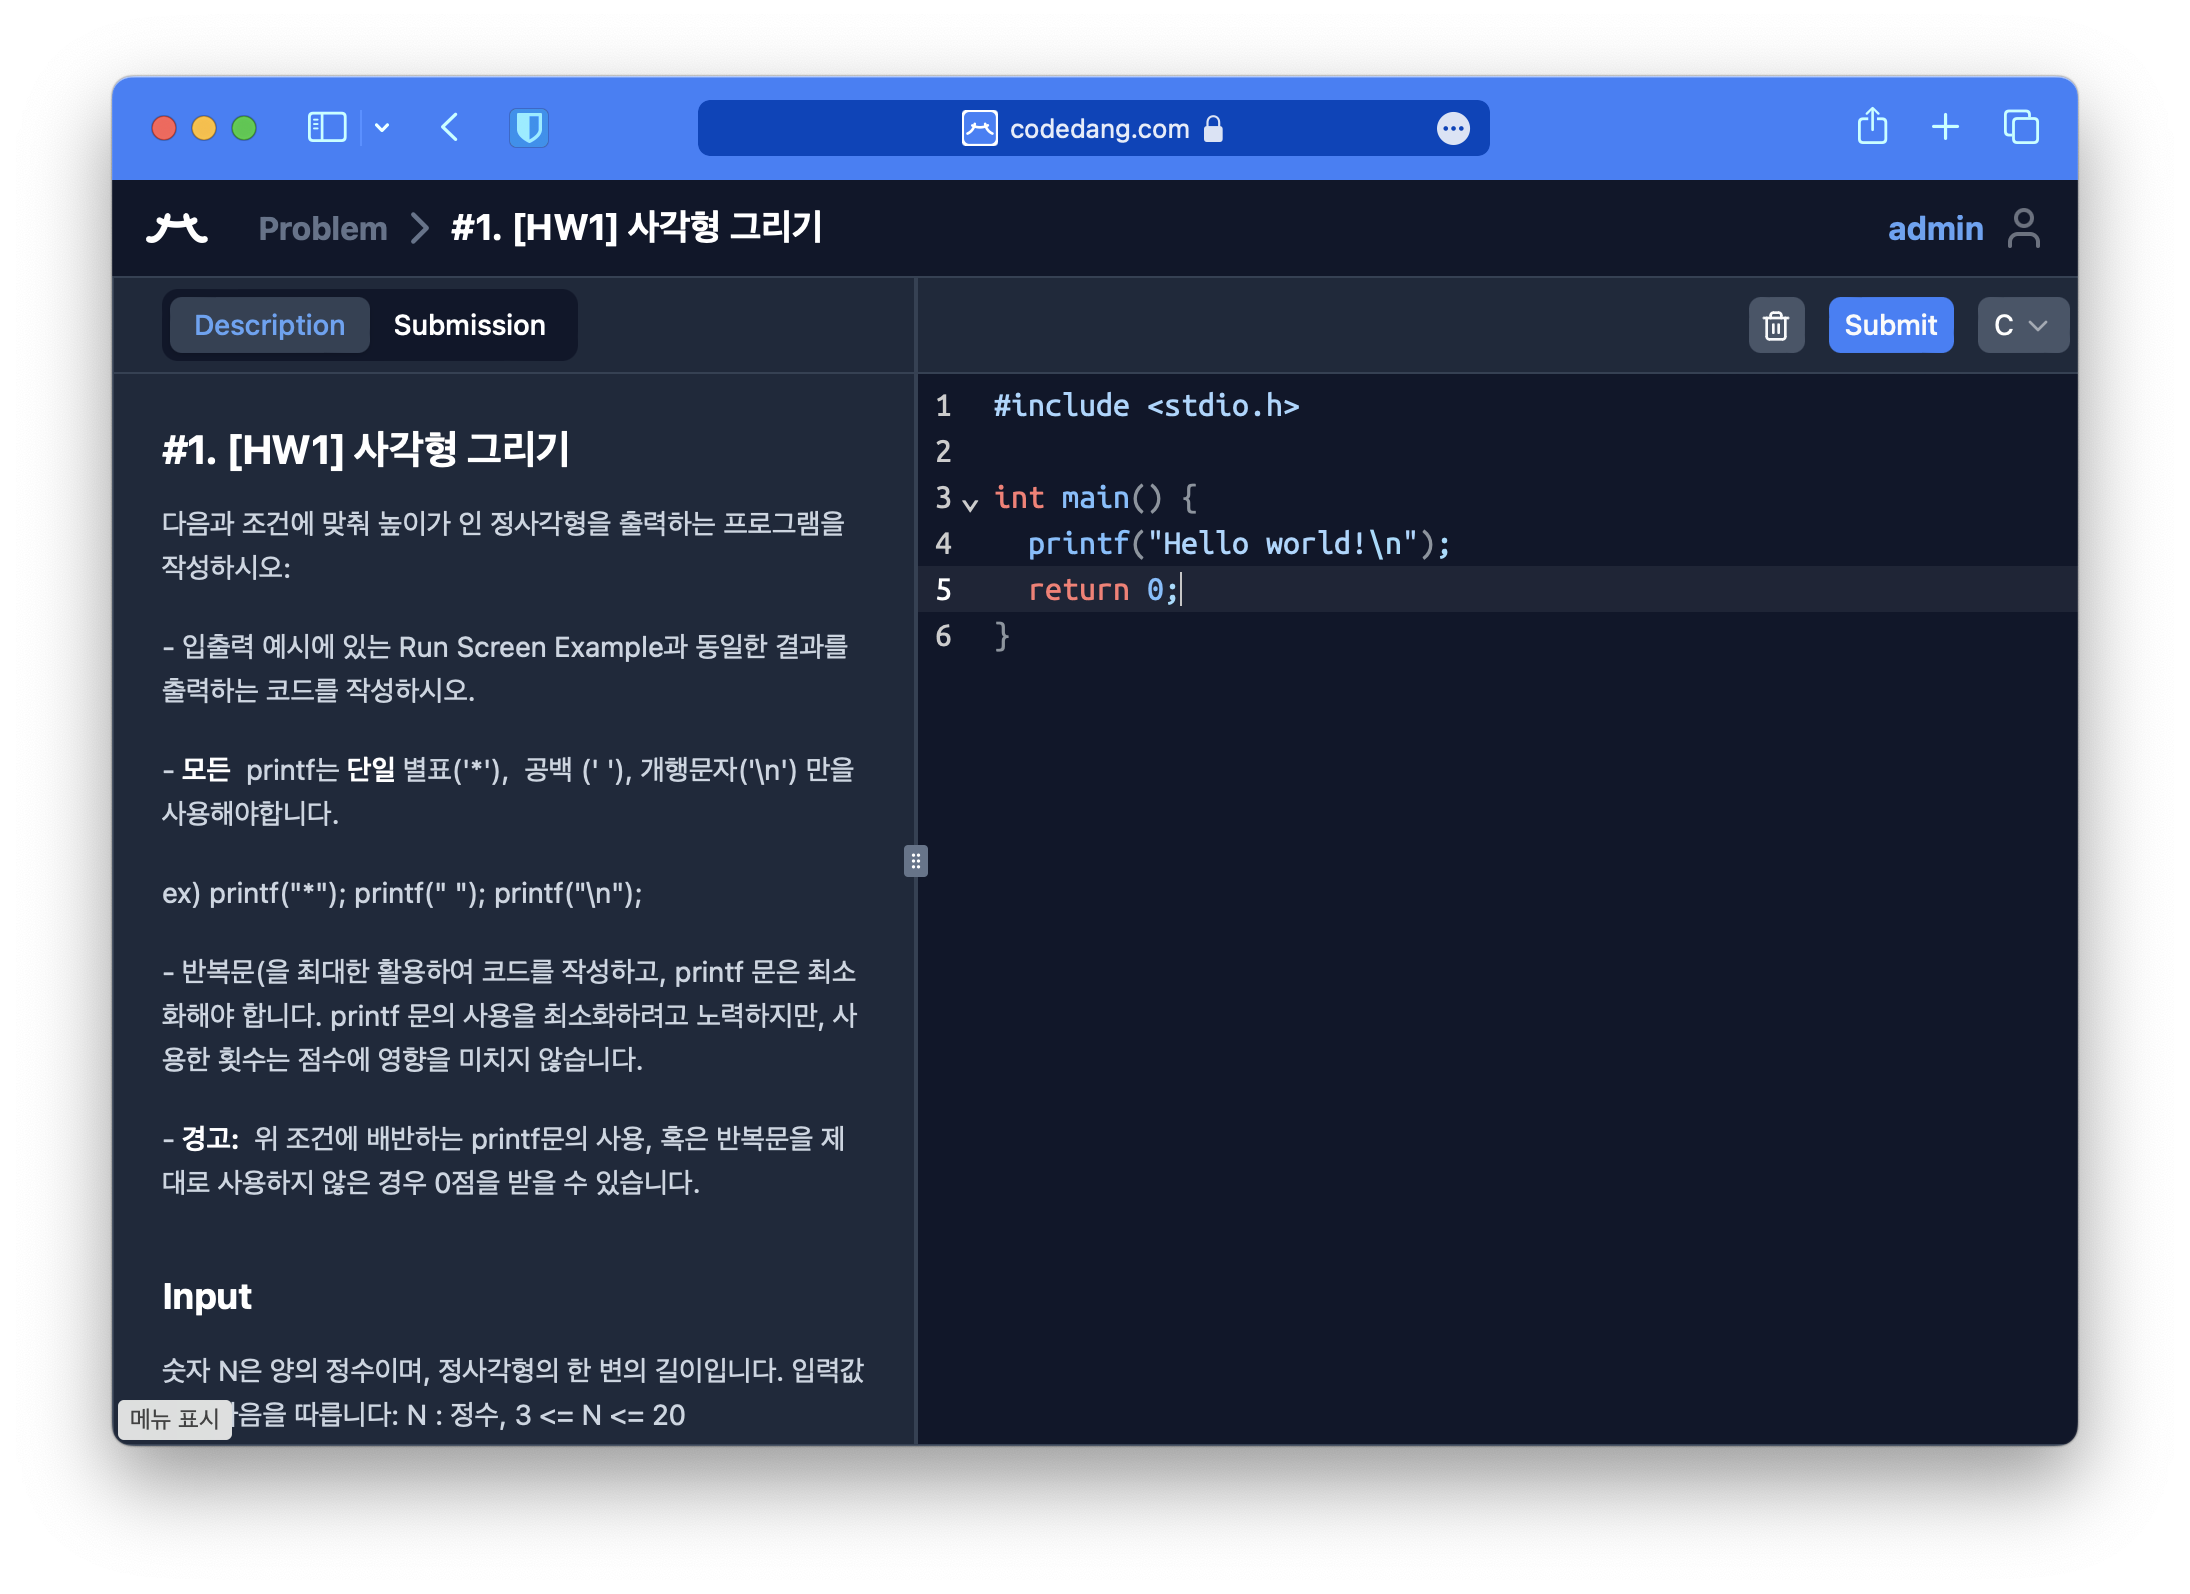 codedang.com
Problem > #1. [HW1] 사각형 그리기
admin
Description Submission
Submit C
#1. [HW1] 사각형 그리기
다음과 조건에 맞춰 높이가 인 정사각형을 출력하는 프로그램을
작성하시오:
- 입출력 예시에 있는 Run Screen Example과 동일한 결과를
출력하는 코드를 작성하시오.
- 모든 printf는 단일 별표('*'), 공백 (' '), 개행문자('\n') 만을
사용해야합니다.
ex) printf("*"); printf(" "); printf("\n");
- 반복문(을 최대한 활용하여 코드를 작성하고, printf 문은 최소
화해야 합니다. printf 문의 사용을 최소화하려고 노력하지만, 사
용한 횟수는 점수에 영향을 미치지 않습니다.
- 경고: 위 조건에 배반하는 printf문의 사용, 혹은 반복문을 제
대로 사용하지 않은 경우 0점을 받을 수 있습니다.
Input
숫자 N은 양의 정수이며, 정사각형의 한 변의 길이입니다. 입력값
음을 따릅니다: N : 정수, 3 <= N <= 20
메뉴 표시
1 #include <stdio.h>
2
3 int main() {
4 printf("Hello world!\n");
5 return 0;
6 }